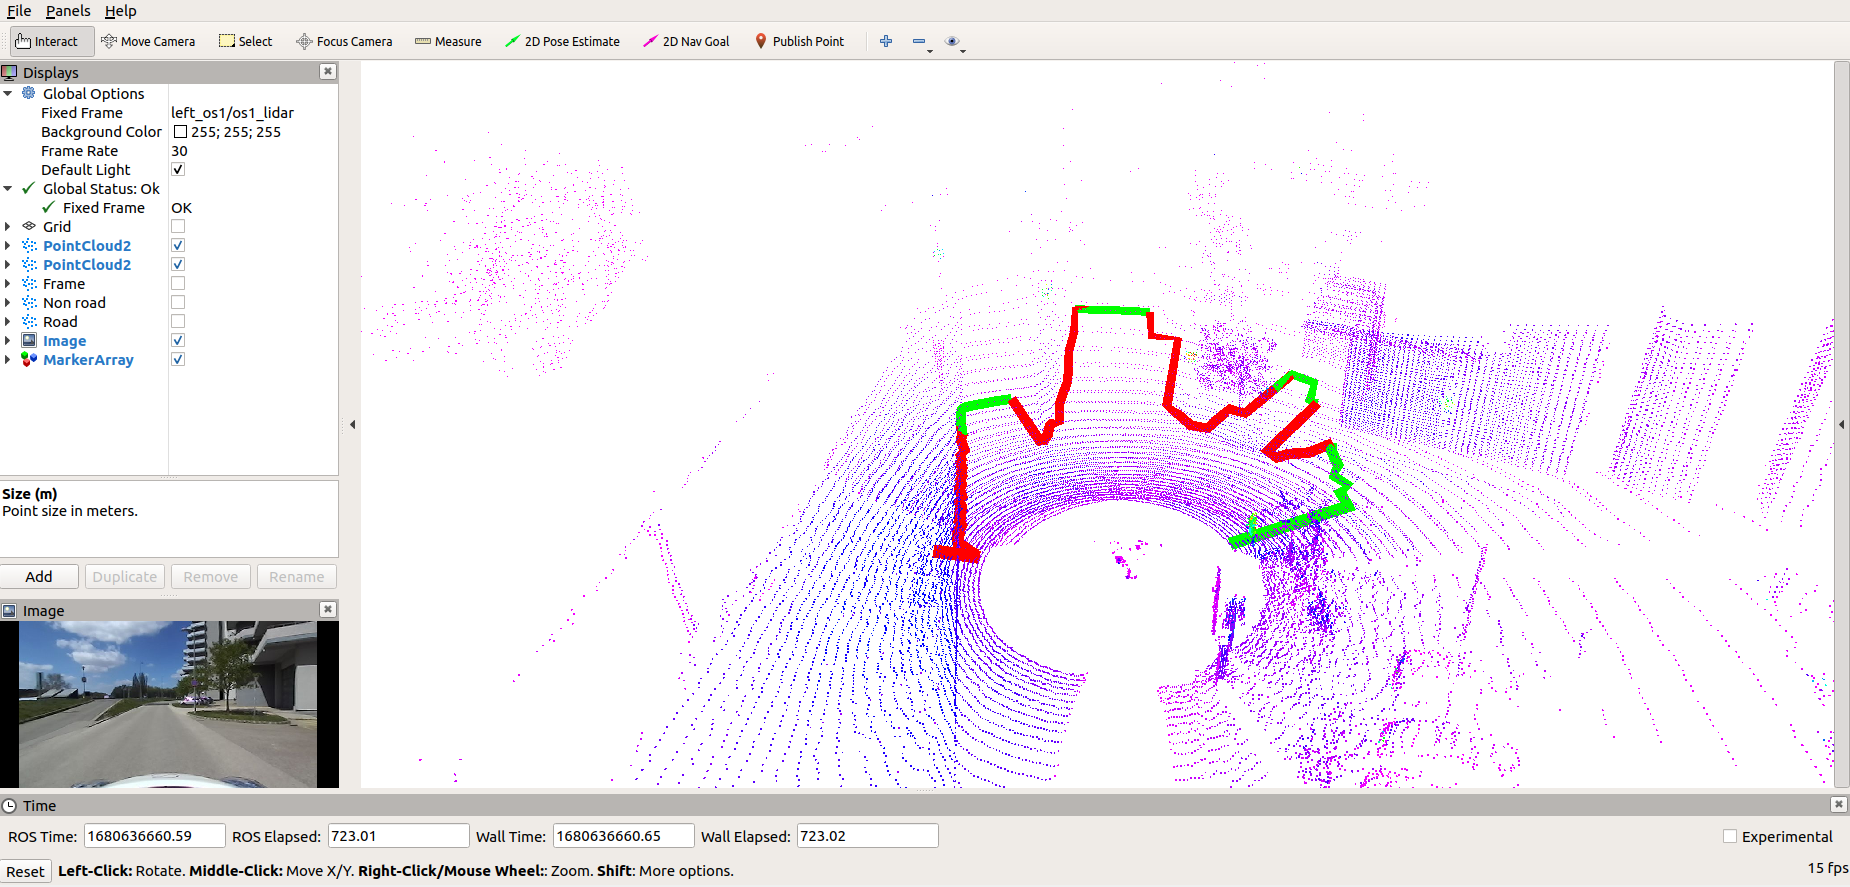 File Panels Help
Interact Move Camera Select Focus Camera Measure 2D Pose Estimate 2D Nav Goal Publish Point
Displays
Global Options
Fixed Frame left_os1/os1_lidar
Background Color 255; 255; 255
Frame Rate 30
Default Light
Global Status: Ok
Fixed Frame OK
Grid
PointCloud2
PointCloud2
Frame
Non road
Road
Image
MarkerArray
Size (m)
Point size in meters.
Add Duplicate Remove Rename
Image
Time
ROS Time: 1680636660.59 ROS Elapsed: 723.01 Wall Time: 1680636660.65 Wall Elapsed: 723.02 Experimental
Reset Left-Click: Rotate. Middle-Click: Move X/Y. Right-Click/Mouse Wheel:: Zoom. Shift: More options. 15 fps